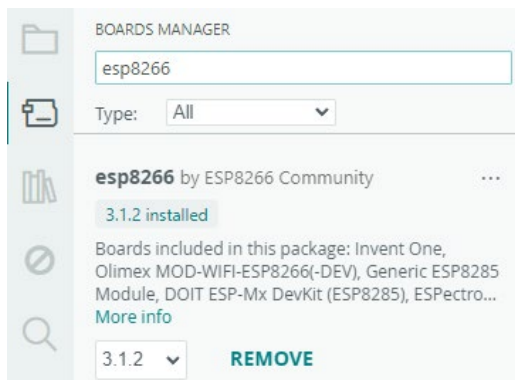 BOARDS MANAGER
esp8266
Type: All
esp8266 by ESP8266 Community
3.1.2 installed
Boards included in this package: Invent One,
Olimex MOD-WIFI-ESP8266(-DEV), Generic ESP8285
Module, DOIT ESP-Mx DevKit (ESP8285), ESPectro...
More info
3.1.2 REMOVE